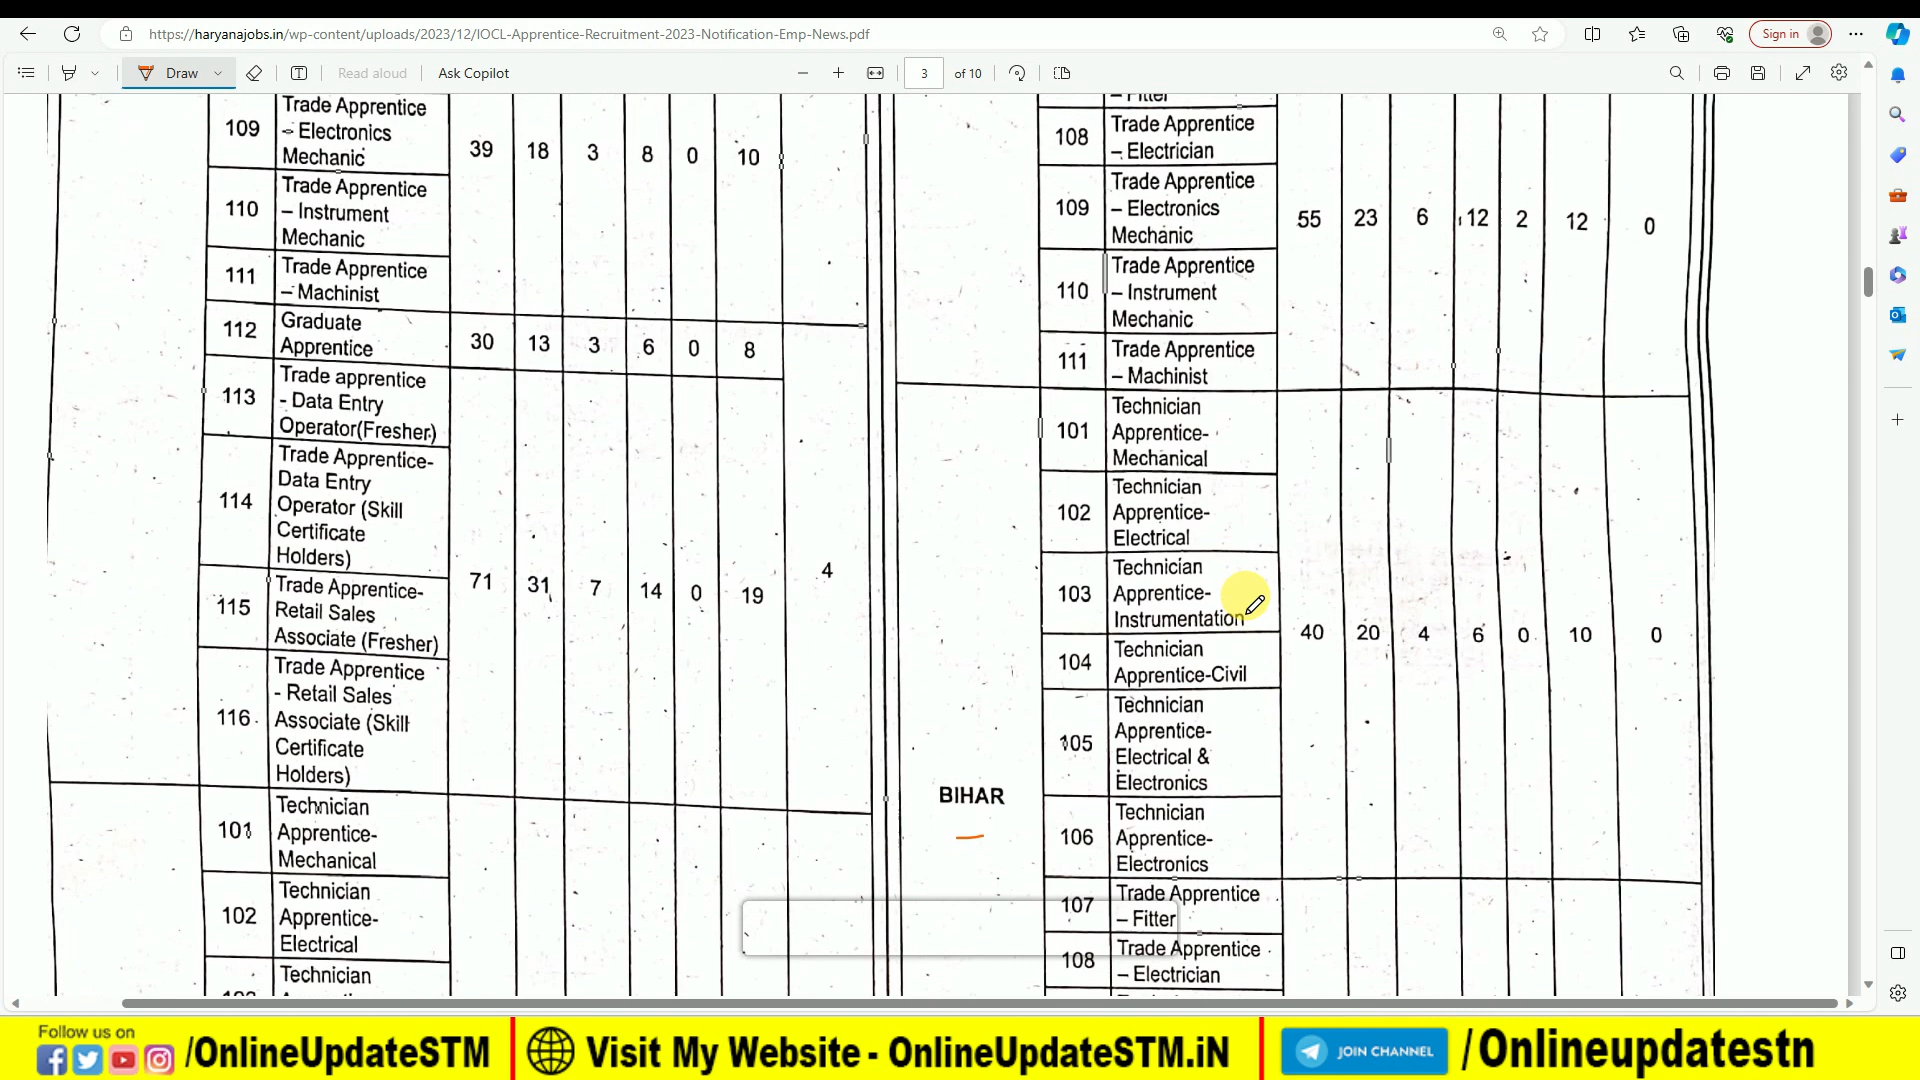 https://haryanajobs.in/wp-content/uploads/2023/12/IOCL-Apprentice-Recruitment-2023-Notification-Emp-News.pdf
Sign in
Draw
Read aloud
Ask Copilot
3 of 10
109
Trade Apprentice
– Electronics
Mechanic
39 18 3 8 0 10
110
Trade Apprentice
– Instrument
Mechanic
111
Trade Apprentice
– Machinist
112
Graduate
Apprentice
30 13 3 6 0 8
113
Trade apprentice
- Data Entry
Operator(Fresher)
114
Trade Apprentice-
Data Entry
Operator (Skill
Certificate
Holders)
71 31 7 14 0 19 4
115
Trade Apprentice-
Retail Sales
Associate (Fresher)
116
Trade Apprentice
- Retail Sales
Associate (Skill
Certificate
Holders)
101
Technician
Apprentice-
Mechanical
102
Technician
Apprentice-
Electrical
Technician
– Fitter
108
Trade Apprentice
– Electrician
109
Trade Apprentice
– Electronics
Mechanic
55 23 6 12 2 12 0
110
Trade Apprentice
– Instrument
Mechanic
111
Trade Apprentice
– Machinist
BIHAR
101
Technician
Apprentice-
Mechanical
102
Technician
Apprentice-
Electrical
103
Technician
Apprentice-
Instrumentation
40 20 4 6 0 10 0
104
Technician
Apprentice-Civil
105
Technician
Apprentice-
Electrical &
Electronics
106
Technician
Apprentice-
Electronics
107
Trade Apprentice
– Fitter
108
Trade Apprentice
– Electrician
Follow us on
/OnlineUpdateSTM
Visit My Website - OnlineUpdateSTM.iN
JOIN CHANNEL
/Onlineupdatestn